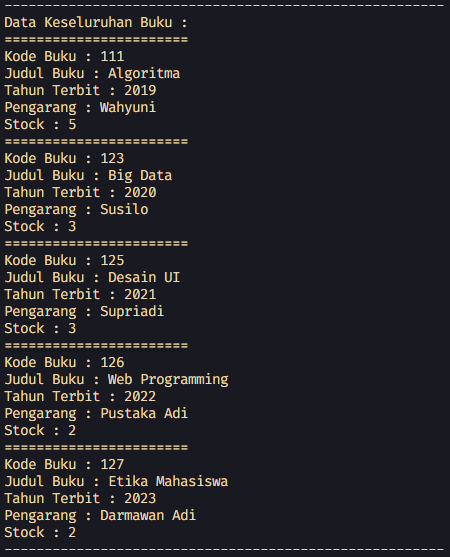 -------------------------------------------------------
Data Keseluruhan Buku :
=======================
Kode Buku : 111
Judul Buku : Algoritma
Tahun Terbit : 2019
Pengarang : Wahyuni
Stock : 5
=======================
Kode Buku : 123
Judul Buku : Big Data
Tahun Terbit : 2020
Pengarang : Susilo
Stock : 3
=======================
Kode Buku : 125
Judul Buku : Desain UI
Tahun Terbit : 2021
Pengarang : Supriadi
Stock : 3
=======================
Kode Buku : 126
Judul Buku : Web Programming
Tahun Terbit : 2022
Pengarang : Pustaka Adi
Stock : 2
=======================
Kode Buku : 127
Judul Buku : Etika Mahasiswa
Tahun Terbit : 2023
Pengarang : Darmawan Adi
Stock : 2
-------------------------------------------------------